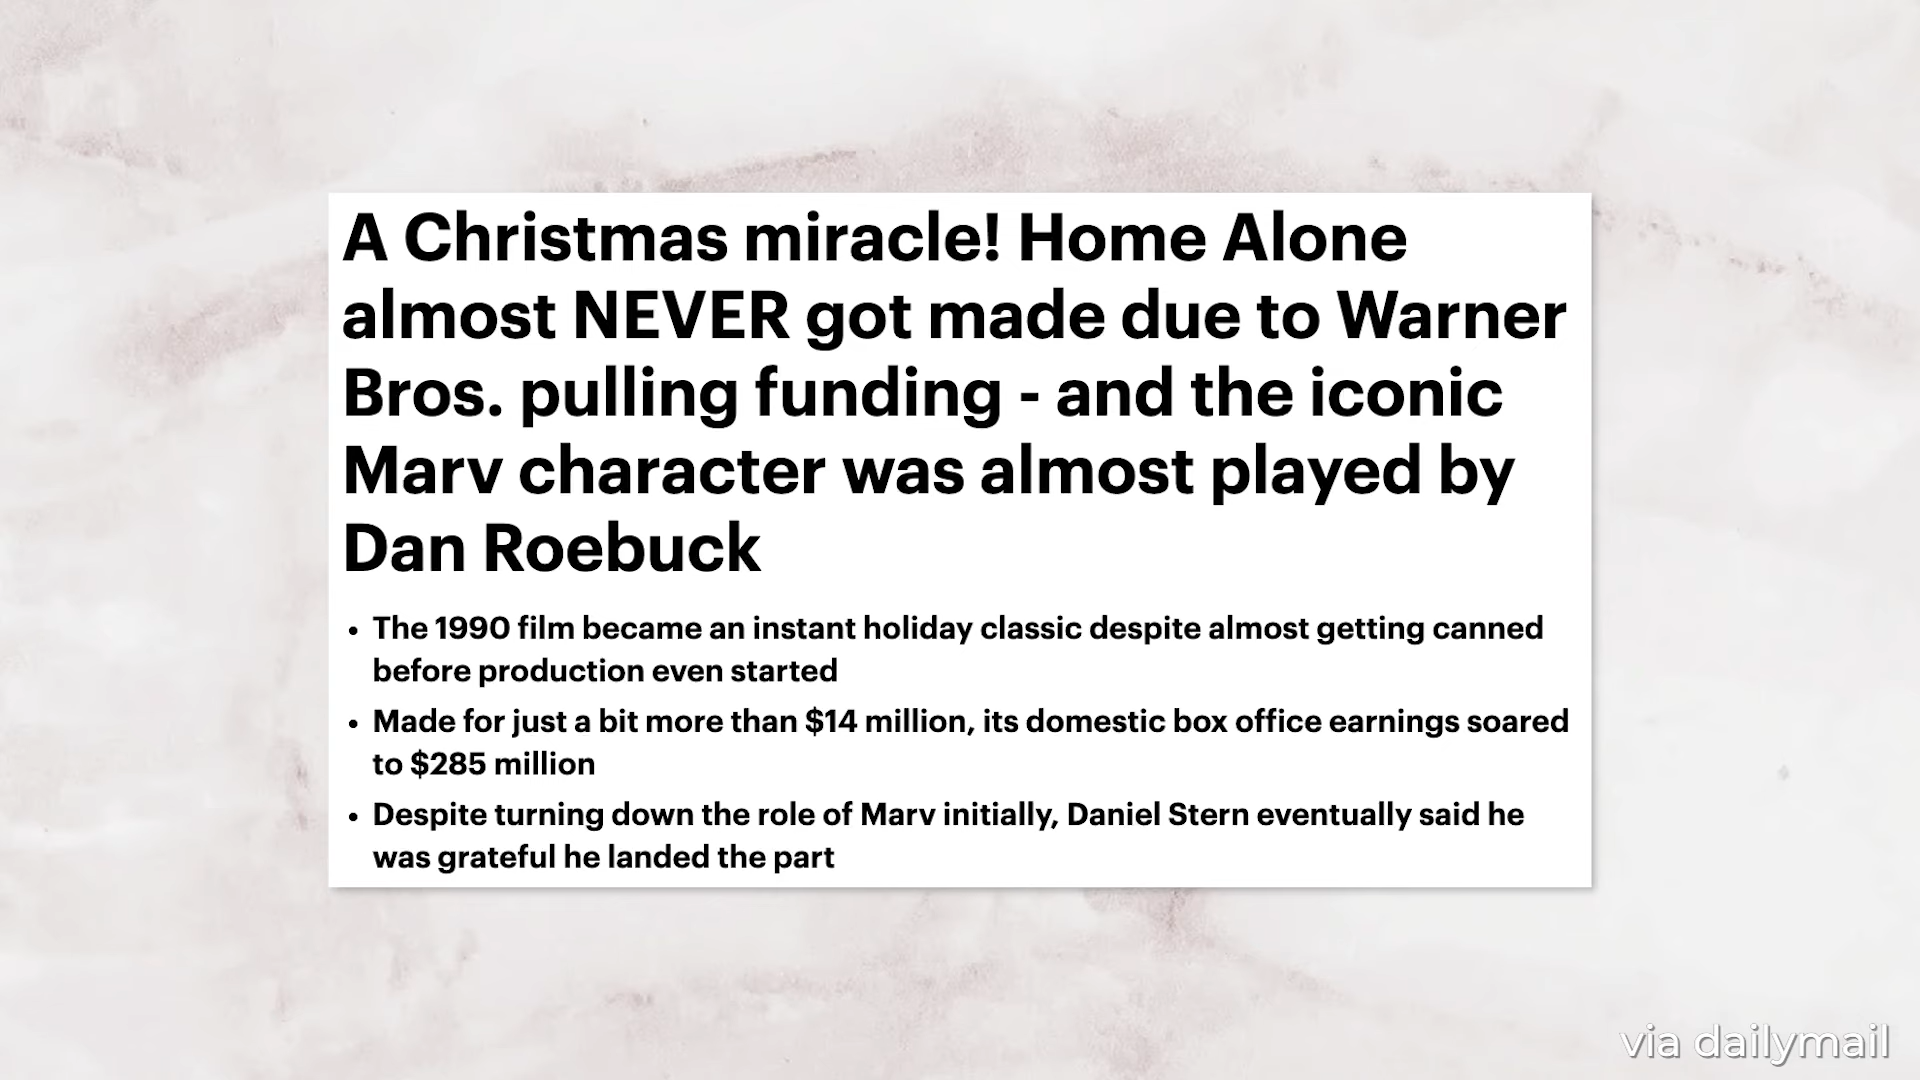 A Christmas miracle! Home Alone
almost NEVER got made due to Warner
Bros. pulling funding - and the iconic
Marv character was almost played by
Dan Roebuck
• The 1990 film became an instant holiday classic despite almost getting canned
before production even started
• Made for just a bit more than $14 million, its domestic box office earnings soared
to $285 million
• Despite turning down the role of Marv initially, Daniel Stern eventually said he
was grateful he landed the part
via dailymail